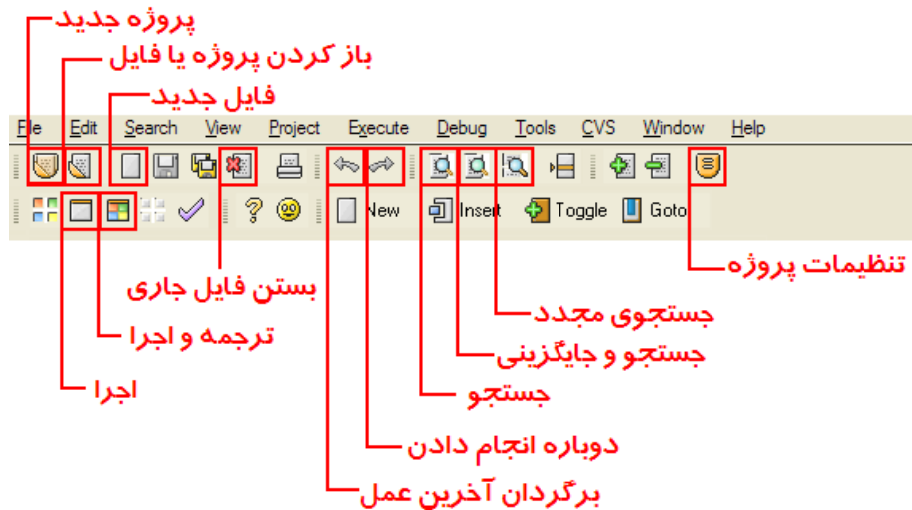 پروژه جدید
باز کردن پروژه یا فایل
فایل جدید
File Edit Search View Project Execute Debug Tools CVS Window Help
New Insert Toggle Goto
تنظیمات پروژه
بستن فایل جاری
جستجوی مجدد
ترجمه و اجرا
جستجو و جایگزینی
اجرا
جستجو
دوباره انجام دادن
برگردان آخرین عمل